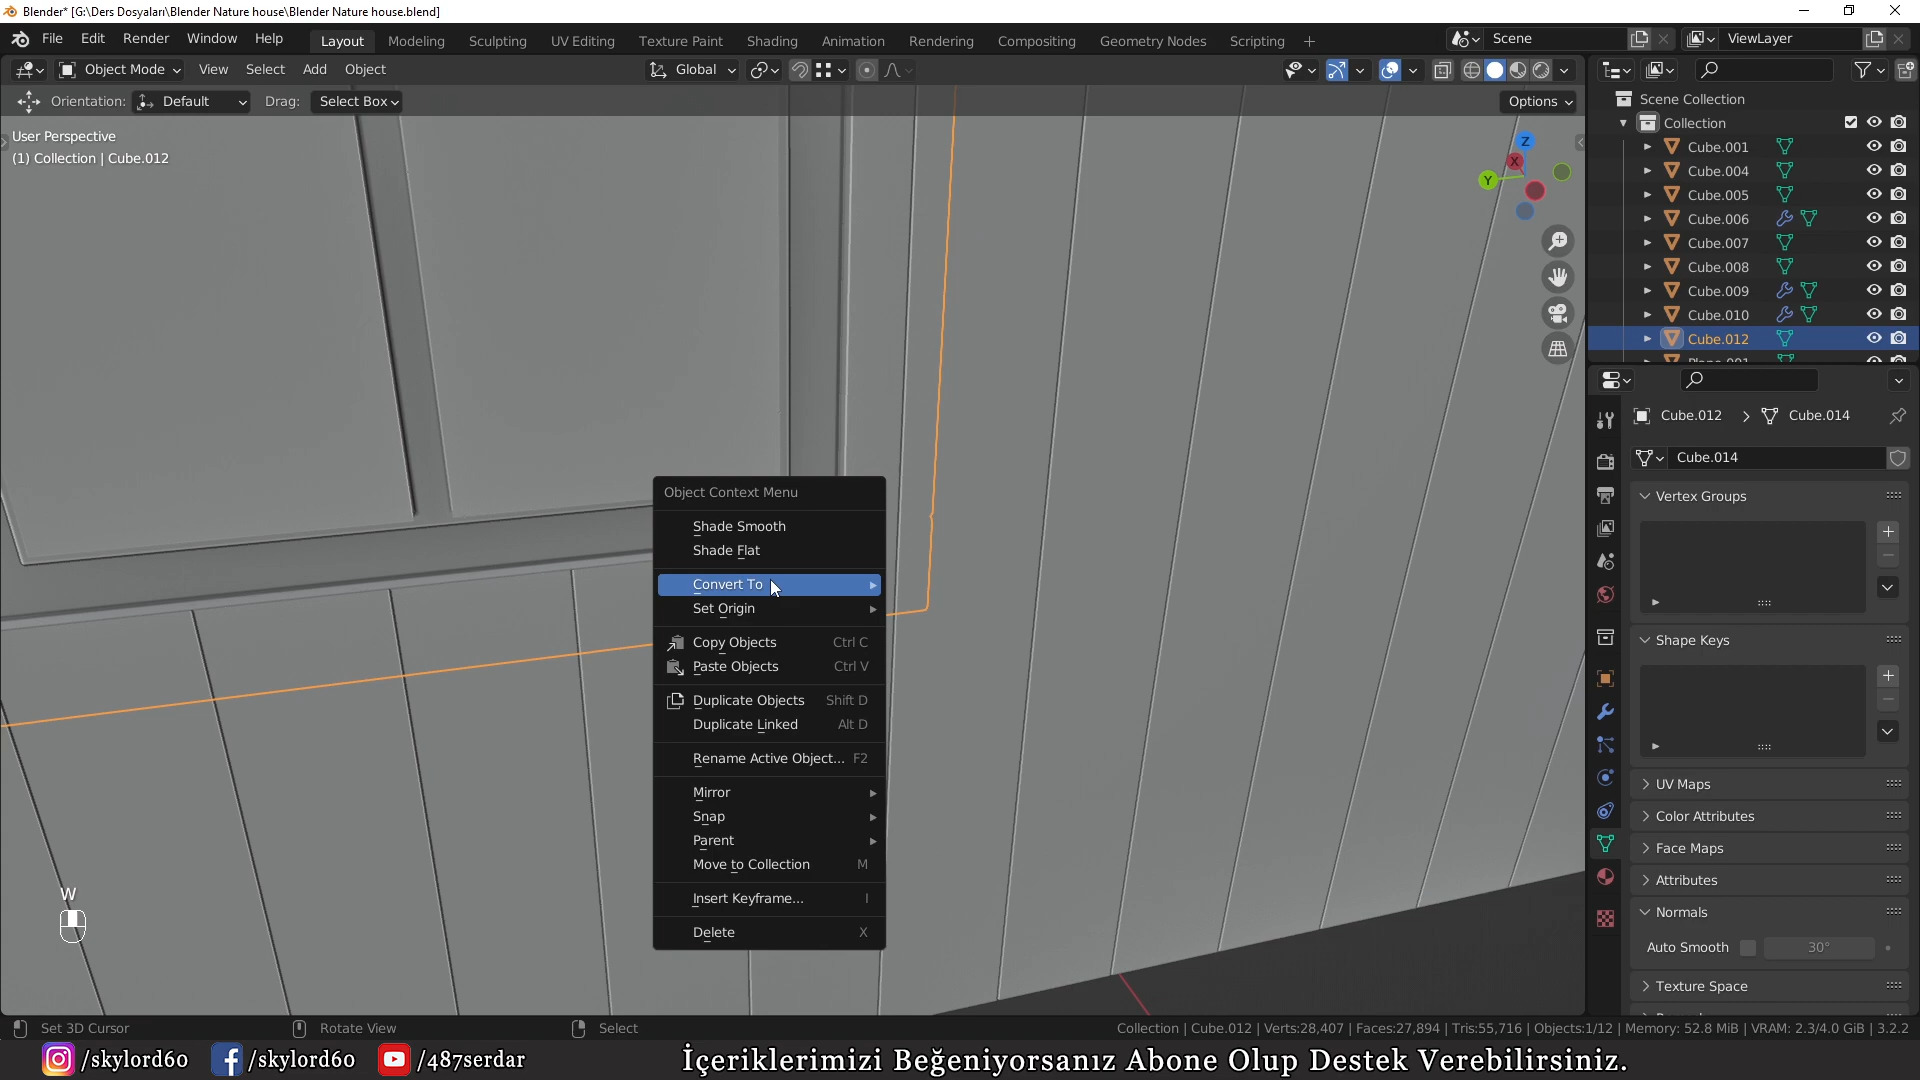 Blender* [G:\Ders Dosyaları\Blender Nature house\Blender Nature house.blend]
File Edit Render Window Help Layout Modeling Sculpting UV Editing Texture Paint Shading Animation Rendering Compositing Geometry Nodes Scripting + Scene ViewLayer
Object Mode View Select Add Object Global
Orientation: Default Drag: Select Box Options
User Perspective
(1) Collection | Cube.012
Z
X
Y
Scene Collection
Collection
Cube.001
Cube.004
Cube.005
Cube.006
Cube.007
Cube.008
Cube.009
Cube.010
Cube.012
Plane.001
Cube.012 > Cube.014
Cube.014
Vertex Groups
Shape Keys
UV Maps
Color Attributes
Face Maps
Attributes
Normals
Auto Smooth 30°
Texture Space
Object Context Menu
Shade Smooth
Shade Flat
Convert To
Set Origin
Copy Objects Ctrl C
Paste Objects Ctrl V
Duplicate Objects Shift D
Duplicate Linked Alt D
Rename Active Object... F2
Mirror
Snap
Parent
Move to Collection M
Insert Keyframe... I
Delete X
W
Set 3D Cursor Rotate View Select Collection | Cube.012 | Verts:28,407 | Faces:27,894 | Tris:55,716 | Objects:1/12 | Memory: 52.8 MiB | VRAM: 2.3/4.0 GiB | 3.2.2
/skylord60 /skylord60 /487serdar İçeriklerimizi Beğeniyorsanız Abone Olup Destek Verebilirsiniz.